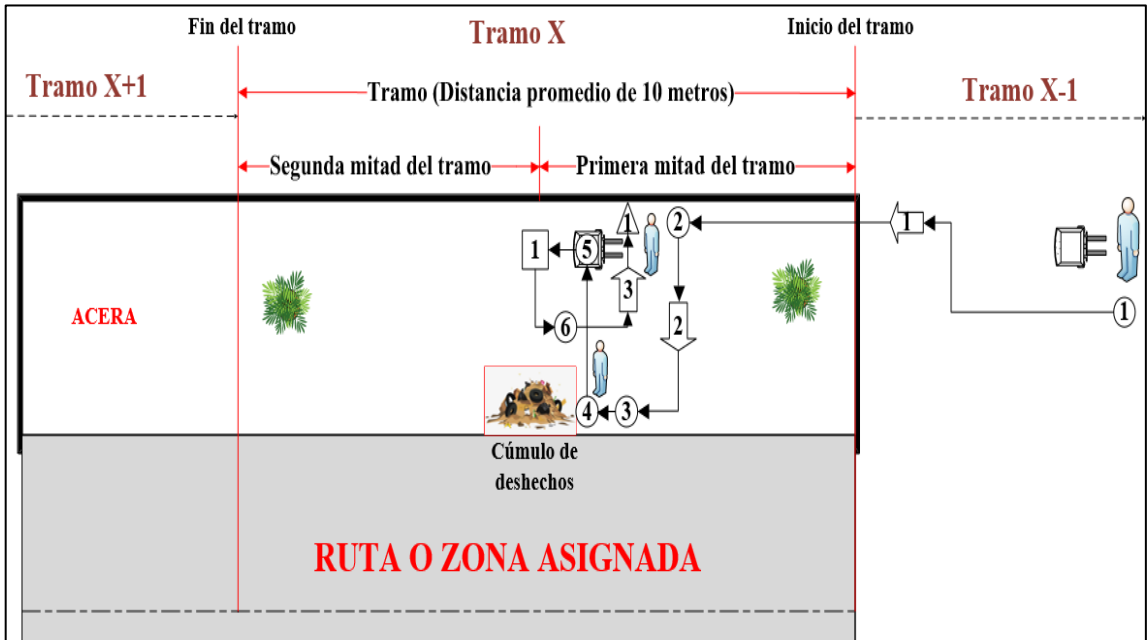 Fin del tramo
Tramo X
Inicio del tramo
Tramo X+1
Tramo (Distancia promedio de 10 metros)
Tramo X-1
Segunda mitad del tramo
Primera mitad del tramo
1
2
1
1
5
3
ACERA
6
2
1
4
3
Cúmulo de
deshechos
RUTA O ZONA ASIGNADA